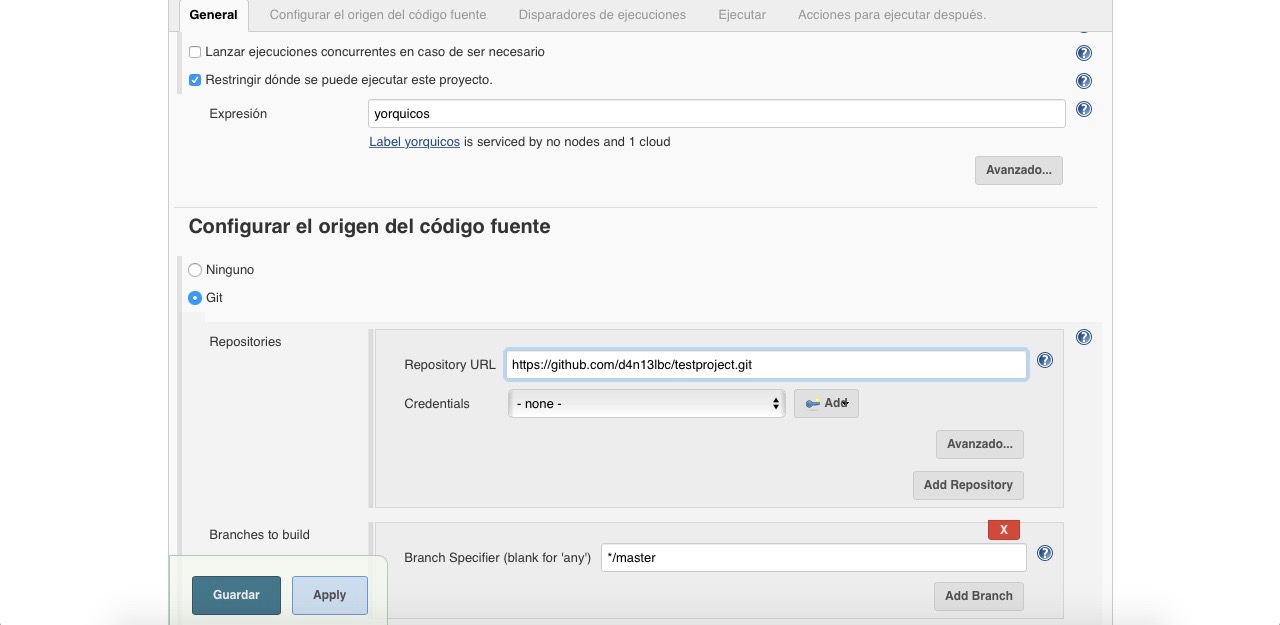 General Configurar el origen del código fuente Disparadores de ejecuciones Ejecutar Acciones para ejecutar después.
Lanzar ejecuciones concurrentes en caso de ser necesario
Restringir dónde se puede ejecutar este proyecto.
Expresión yorquicos
Label yorquicos is serviced by no nodes and 1 cloud
Avanzado...
Configurar el origen del código fuente
Ninguno
Git
Repositories
Repository URL https://github.com/d4n13lbc/testproject.git
Credentials - none - Add
Avanzado...
Add Repository
Branches to build
X
Branch Specifier (blank for 'any') */master
Guardar Apply
Add Branch